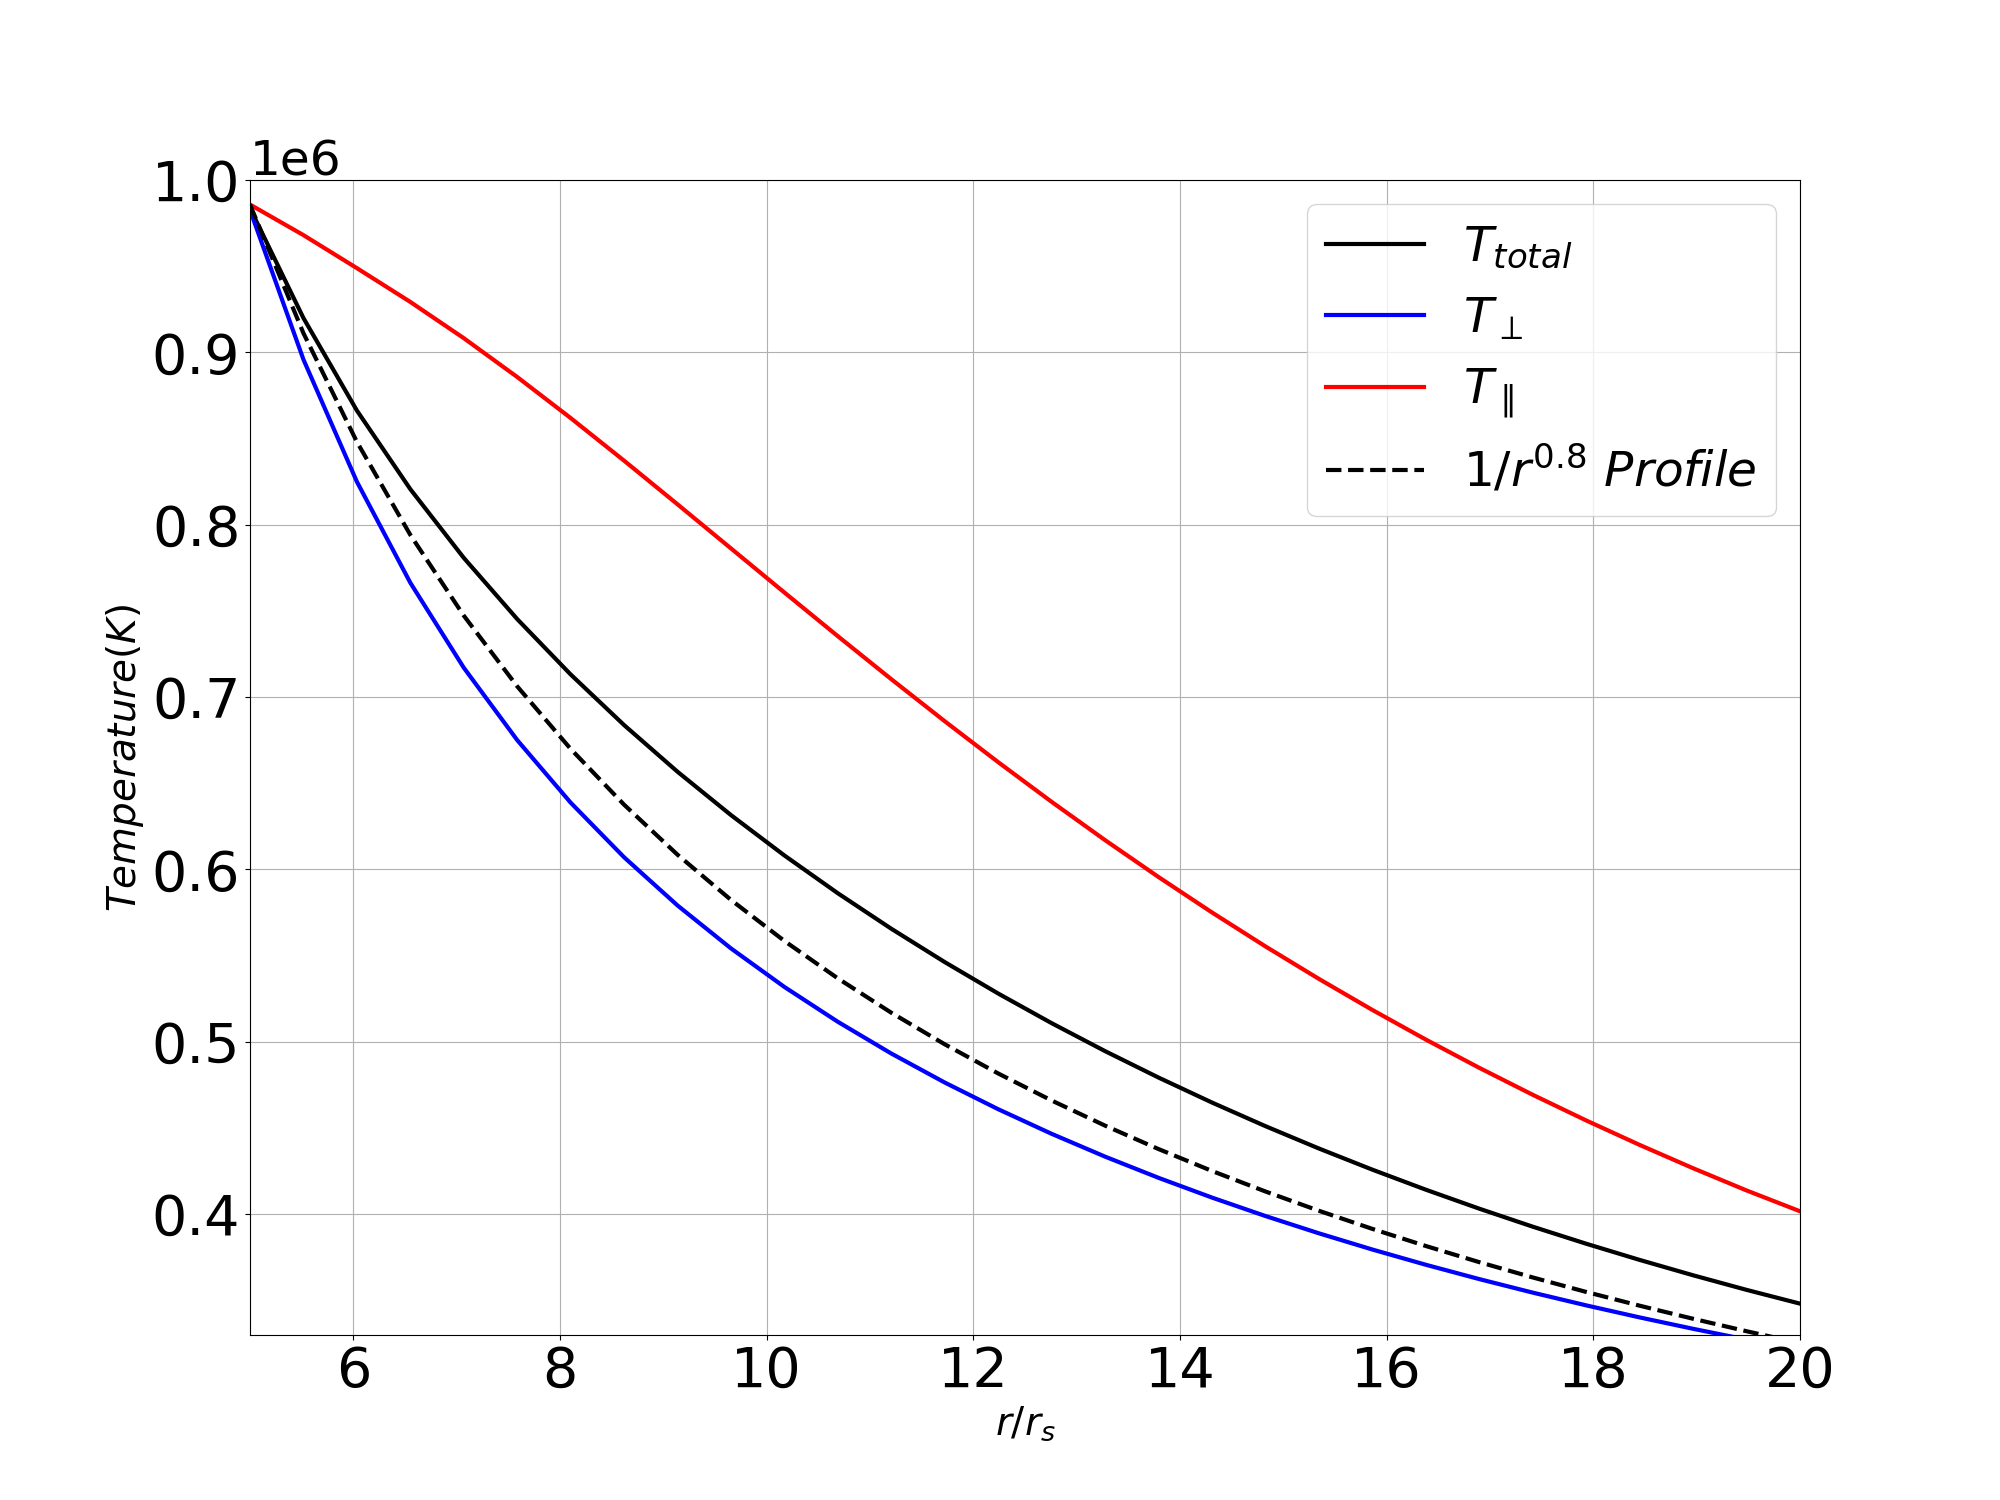 1e6
1.0
0.9
0.8
0.7
0.6
0.5
0.4
Temperature(K)
6 8 10 12 14 16 18 20
r/r_s
T_total
T_⊥
T_∥
1/r^0.8 Profile